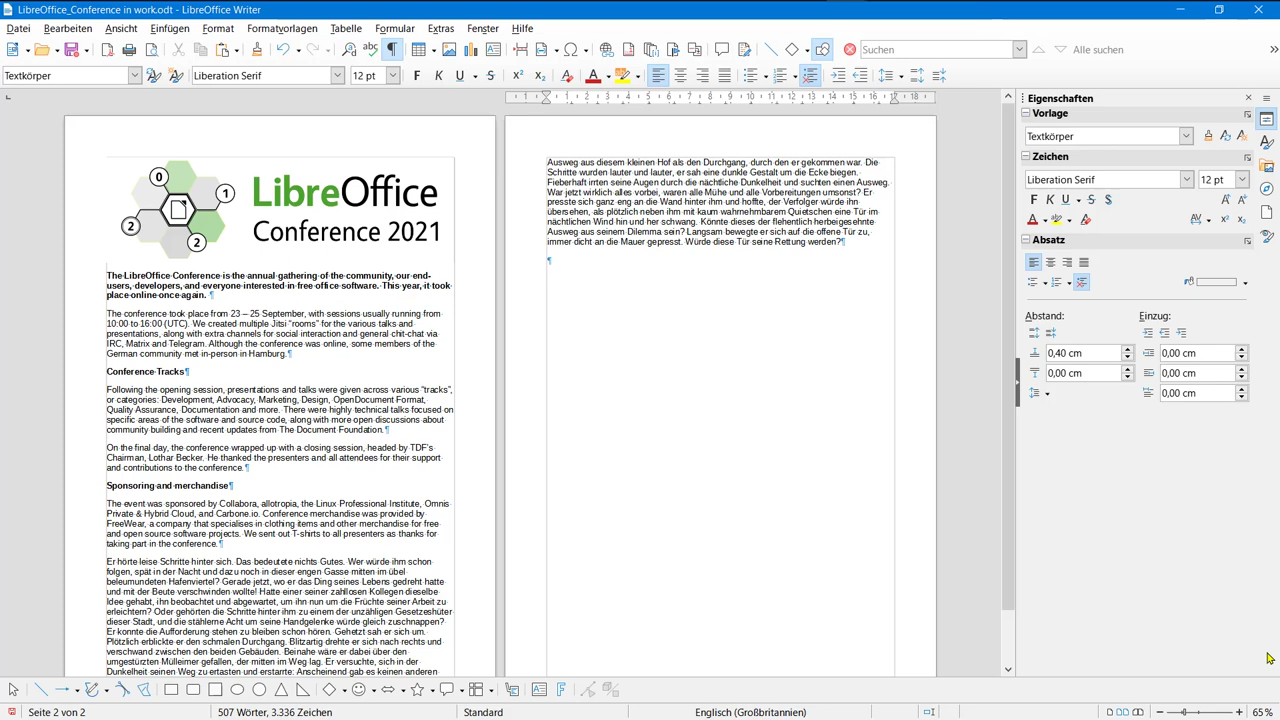 LibreOffice_Conference in work.odt - LibreOffice Writer
Datei Bearbeiten Ansicht Einfügen Format Formatvorlagen Tabelle Formular Extras Fenster Hilfe
Suchen Alle suchen
Textkörper Liberation Serif 12 pt F K U S
1 1 2 3 4 5 6 7 8 9 10 11 12 13 14 15 16 17 18
0 1 2 2
LibreOffice
Conference 2021
The LibreOffice Conference is the annual gathering of the community, our end-
users, developers, and everyone interested in free office software. This year, it took
place online once again. ¶
The conference took place from 23 – 25 September, with sessions usually running from
10:00 to 16:00 (UTC). We created multiple Jitsi “rooms” for the various talks and
presentations, along with extra channels for social interaction and general chit-chat via
IRC, Matrix and Telegram. Although the conference was online, some members of the
German community met in-person in Hamburg.¶
Conference Tracks¶
Following the opening session, presentations and talks were given across various “tracks”,
or categories: Development, Advocacy, Marketing, Design, OpenDocument Format,
Quality Assurance, Documentation and more. There were highly technical talks focused on
specific areas of the software and source code, along with more open discussions about
community building and recent updates from The Document Foundation.¶
On the final day, the conference wrapped up with a closing session, headed by TDF’s
Chairman, Lothar Becker. He thanked the presenters and all attendees for their support
and contributions to the conference.¶
Sponsoring and merchandise¶
The event was sponsored by Collabora, allotropia, the Linux Professional Institute, Omnis
Private & Hybrid Cloud, and Carbone.io. Conference merchandise was provided by
FreeWear, a company that specialises in clothing items and other merchandise for free
and open source software projects. We sent out T-shirts to all presenters as thanks for
taking part in the conference.¶
Er hörte leise Schritte hinter sich. Das bedeutete nichts Gutes. Wer würde ihm schon
folgen, spät in der Nacht und dazu noch in dieser engen Gasse mitten im übel
beleumundeten Hafenviertel? Gerade jetzt, wo er das Ding seines Lebens gedreht hatte
und mit der Beute verschwinden wollte! Hatte einer seiner zahllosen Kollegen dieselbe
Idee gehabt, ihn beobachtet und abgewartet, um ihn nun um die Früchte seiner Arbeit zu
erleichtern? Oder gehörten die Schritte hinter ihm zu einem der unzähligen Gesetzeshüter
dieser Stadt, und die stählerne Acht um seine Handgelenke würde gleich zuschnappen?
Er konnte die Aufforderung stehen zu bleiben schon hören. Gehetzt sah er sich um.
Plötzlich erblickte er den schmalen Durchgang. Blitzartig drehte er sich nach rechts und
verschwand zwischen den beiden Gebäuden. Beinahe wäre er dabei über den
umgestürzten Mülleimer gefallen, der mitten im Weg lag. Er versuchte, sich in der
Dunkelheit seinen Weg zu ertasten und erstarrte: Anscheinend gab es keinen anderen
Ausweg aus diesem kleinen Hof als den Durchgang, durch den er gekommen war. Die
Schritte wurden lauter und lauter, er sah eine dunkle Gestalt um die Ecke biegen.
Fieberhaft irrten seine Augen durch die nächtliche Dunkelheit und suchten einen Ausweg.
War jetzt wirklich alles vorbei, waren alle Mühe und alle Vorbereitungen umsonst? Er
presste sich ganz eng an die Wand hinter ihm und hoffte, der Verfolger würde ihn
übersehen, als plötzlich neben ihm mit kaum wahrnehmbarem Quietschen eine Tür im
nächtlichen Wind hin und her schwang. Könnte dieses der flehentlich herbeigesehnte
Ausweg aus seinem Dilemma sein? Langsam bewegte er sich auf die offene Tür zu,
immer dicht an die Mauer gepresst. Würde diese Tür seine Rettung werden?¶
¶
Eigenschaften
Vorlage
Textkörper
Zeichen
Liberation Serif 12 pt
F K U S S
Absatz
Abstand: Einzug:
0,40 cm 0,00 cm
0,00 cm 0,00 cm
0,00 cm
Seite 2 von 2 507 Wörter, 3.336 Zeichen Standard Englisch (Großbritannien) 65%